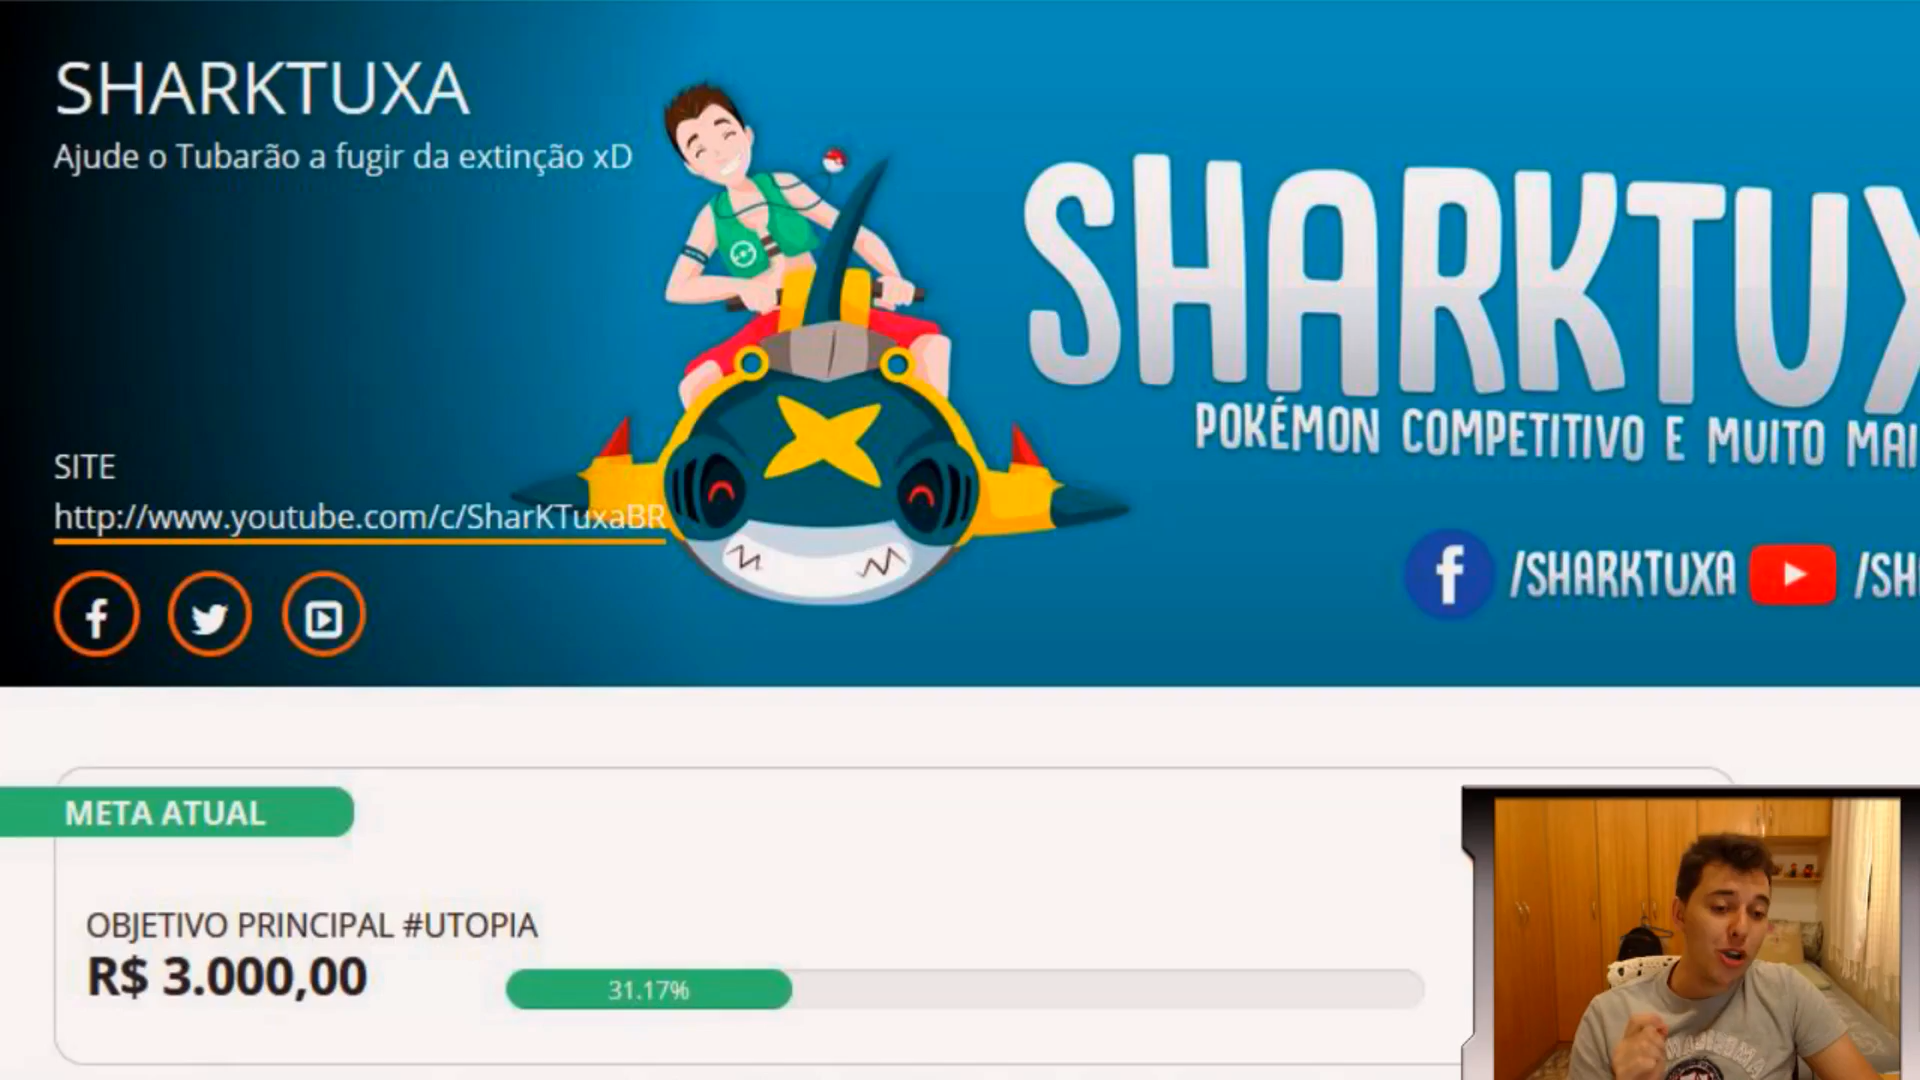 SHARKTUXA
Ajude o Tubarão a fugir da extinção xD
SHARKTUX
POKÉMON COMPETITIVO E MUITO MAI
SITE
http://www.youtube.com/c/SharKTuxaBR
/SHARKTUXA
/SH
META ATUAL
OBJETIVO PRINCIPAL #UTOPIA
R$ 3.000,00
31.17%